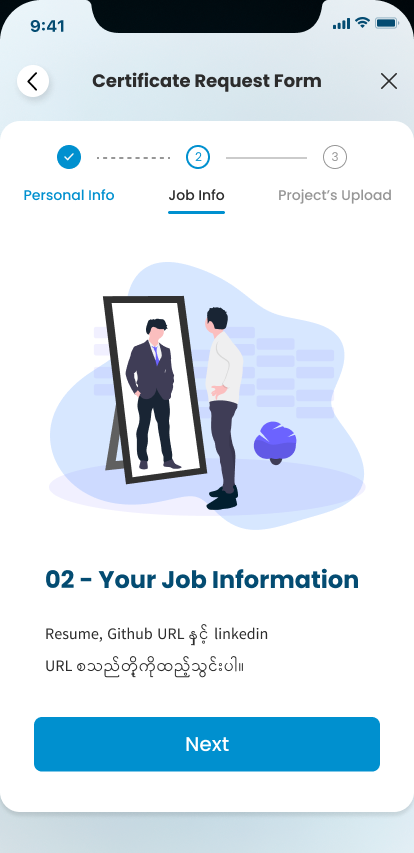 9:41
Certificate Request Form
2
3
Personal Info
Job Info
Project's Upload
02 - Your Job Information
Resume, Github URL နှင့် linkedin
URL စသည်တို့ကိုထည့်သွင်းပါ။
Next